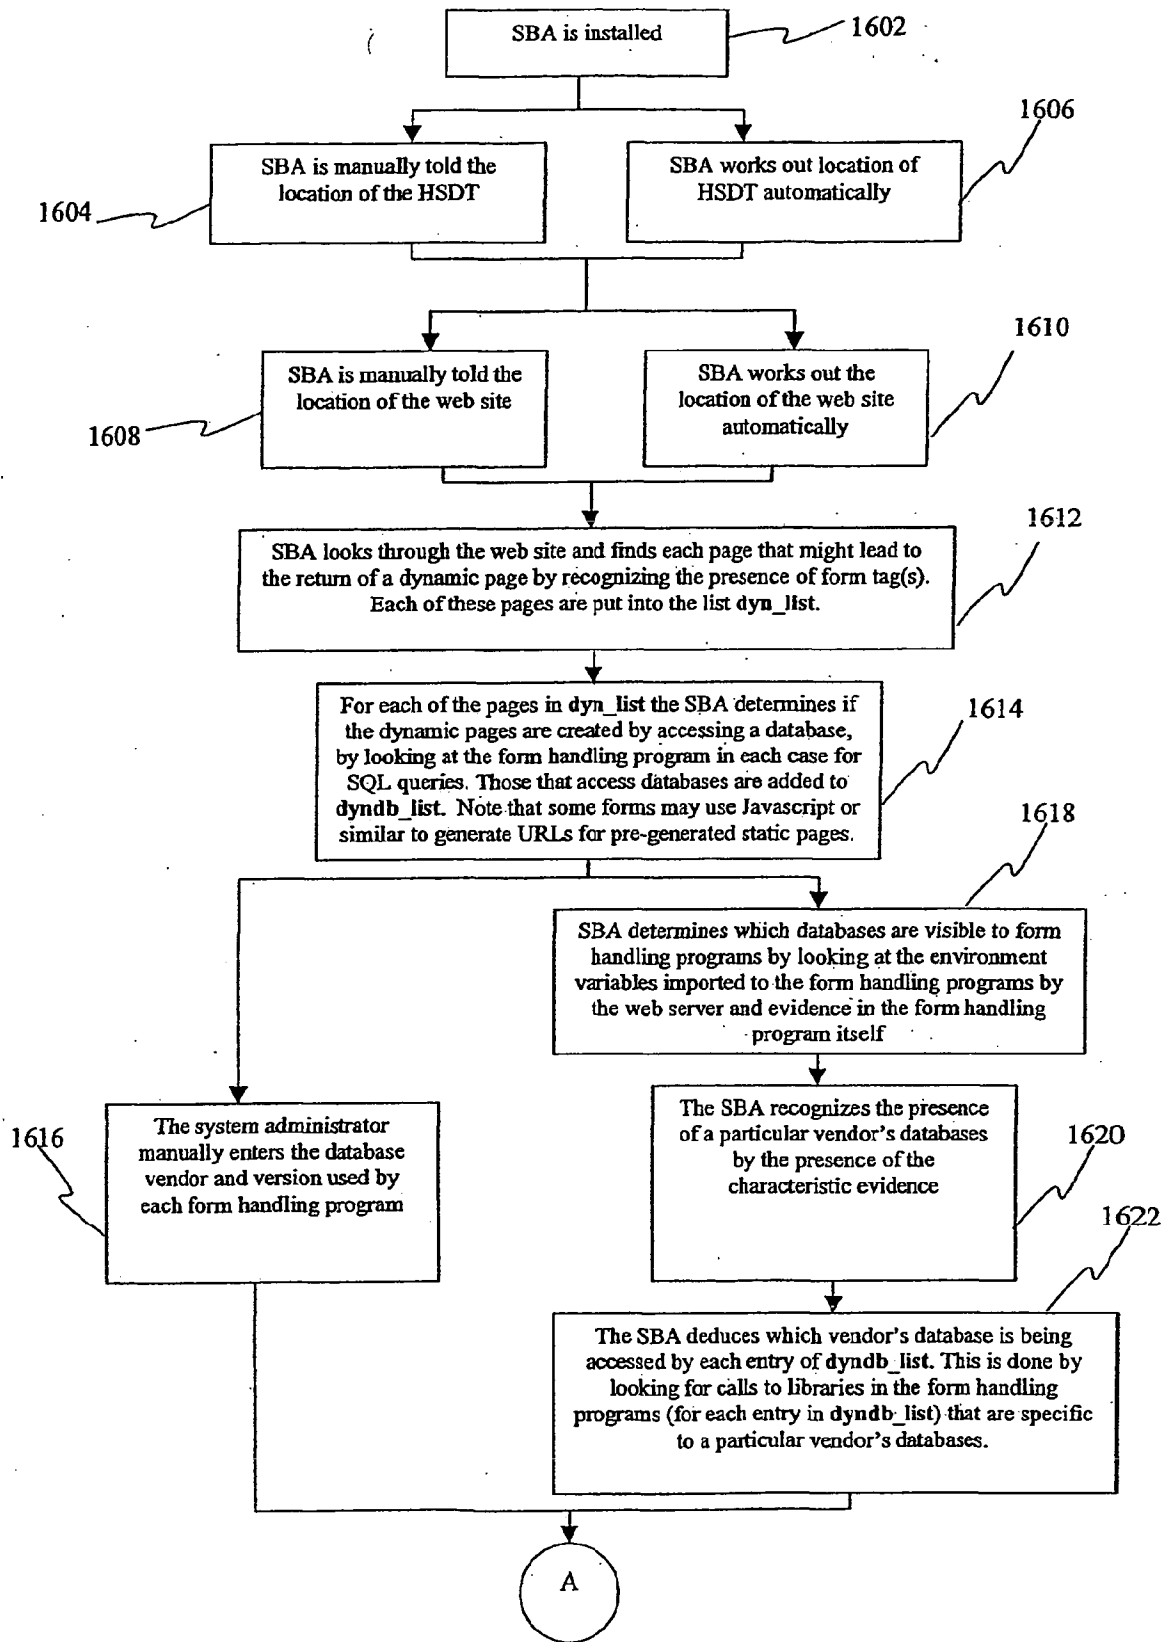 SBA is installed
1602
1606
SBA is manually told the
location of the HSDT
SBA works out location of
HSDT automatically
1604
1610
SBA is manually told the
location of the web site
SBA works out the
location of the web site
automatically
1608
1612
SBA looks through the web site and finds each page that might lead to
the return of a dynamic page by recognizing the presence of form tag(s).
Each of these pages are put into the list dyn_list.
For each of the pages in dyn_list the SBA determines if
the dynamic pages are created by accessing a database,
by looking at the form handling program in each case for
SQL queries. Those that access databases are added to
dyndb_list. Note that some forms may use Javascript or
similar to generate URLs for pre-generated static pages.
1614
1618
SBA determines which databases are visible to form
handling programs by looking at the environment
variables imported to the form handling programs by
the web server and evidence in the form handling
program itself
1616
The system administrator
manually enters the database
vendor and version used by
each form handling program
The SBA recognizes the presence
of a particular vendor's databases
by the presence of the
characteristic evidence
1620
1622
The SBA deduces which vendor's database is being
accessed by each entry of dyndb_list. This is done by
looking for calls to libraries in the form handling
programs (for each entry in dyndb_list) that are specific
to a particular vendor's databases.
A